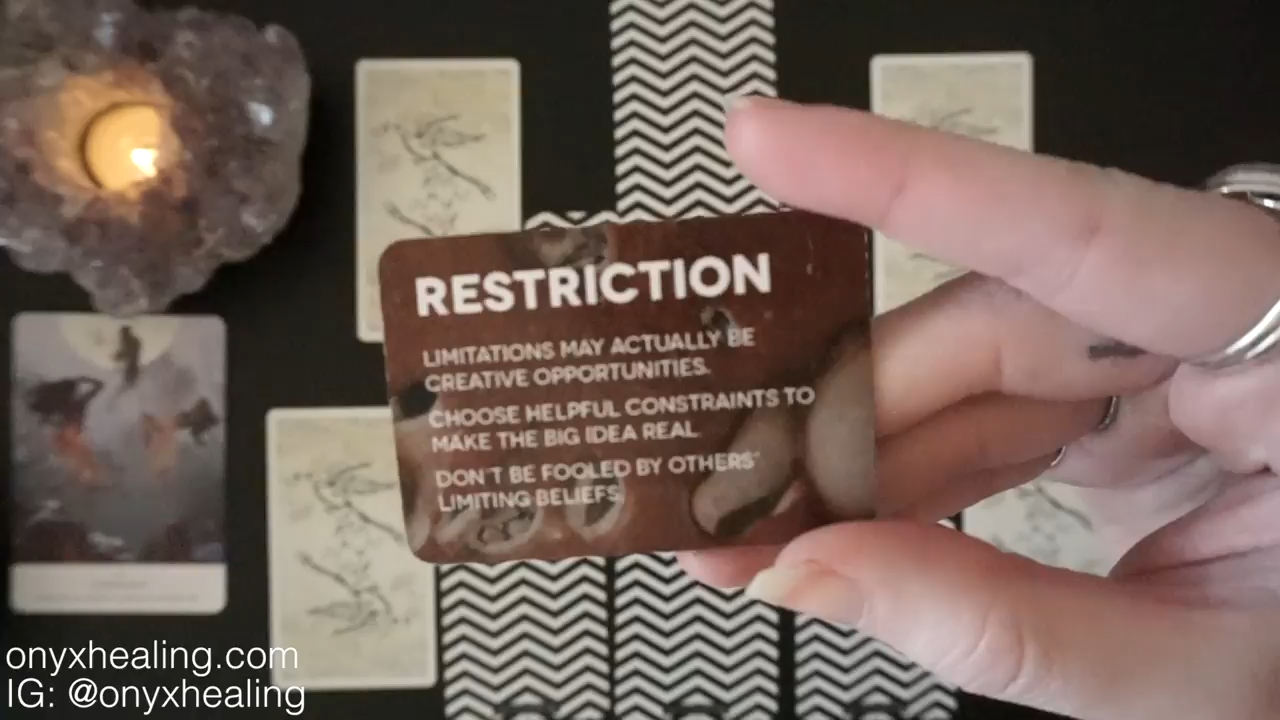 RESTRICTION
LIMITATIONS MAY ACTUALLY BE
CREATIVE OPPORTUNITIES.
CHOOSE HELPFUL CONSTRAINTS TO
MAKE THE BIG IDEA REAL.
DON'T BE FOOLED BY OTHERS'
LIMITING BELIEFS.
onyxhealing.com
IG: @onyxhealing